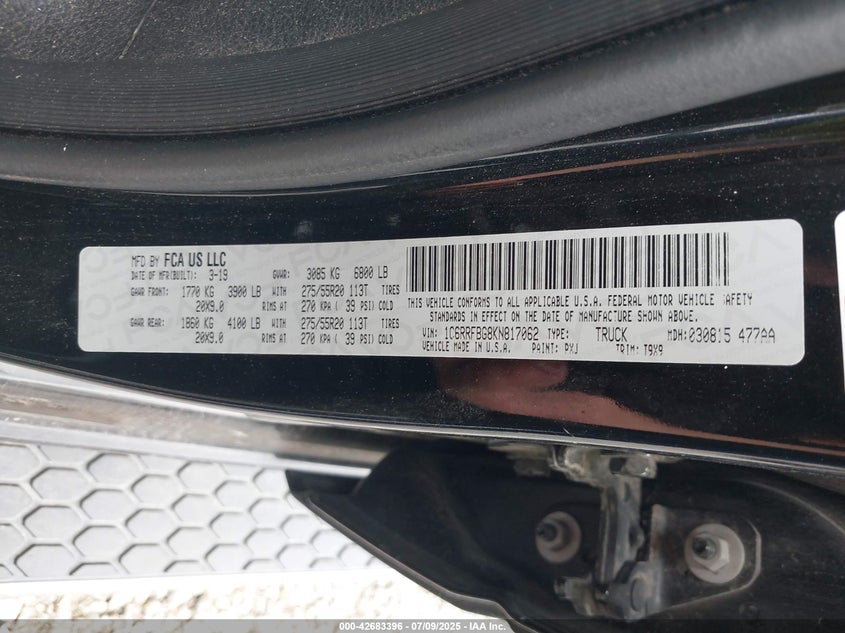 MFD BY FCA US LLC
DATE OF MFR(BUILT): 3-19 GVWR: 3085 KG 6800 LB
GAWR FRONT: 1770 KG 3900 LB WITH 275/55R20 113T TIRES
20X9.0 RIMS AT 270 KPA ( 39 PSI) COLD
GAWR REAR: 1860 KG 4100 LB WITH 275/55R20 113T TIRES
20X9.0 RIMS AT 270 KPA ( 39 PSI) COLD
THIS VEHICLE CONFORMS TO ALL APPLICABLE U.S.A. FEDERAL MOTOR VEHICLE SAFETY
STANDARDS IN EFFECT ON THE DATE OF MANUFACTURE SHOWN ABOVE.
VIN: 1C6RRFBG8KN817062 TYPE: TRUCK MDH: 030815 477AA
VEHICLE MADE IN U.S.A. PAINT: PXJ TRIM: T9X9
000-42683396 - 07/09/2025 - IAA Inc.